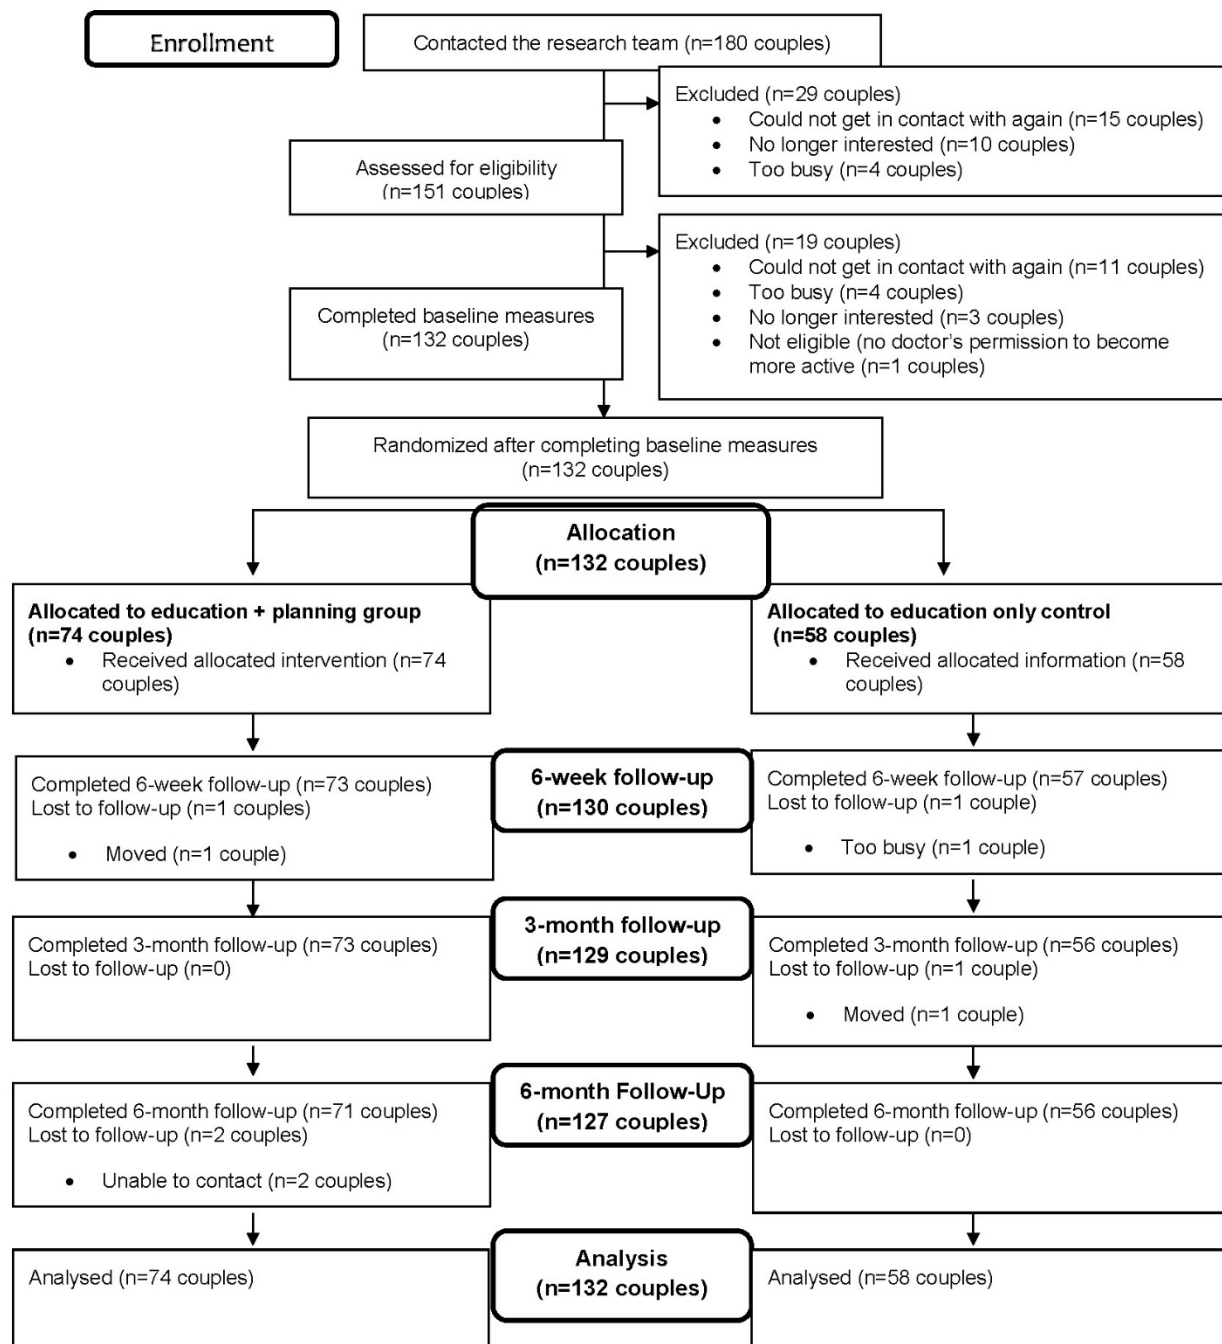 Enrollment
Contacted the research team (n=180 couples)
Excluded (n=29 couples)
• Could not get in contact with again (n=15 couples)
• No longer interested (n=10 couples)
• Too busy (n=4 couples)
Assessed for eligibility
(n=151 couples)
Excluded (n=19 couples)
• Could not get in contact with again (n=11 couples)
• Too busy (n=4 couples)
• No longer interested (n=3 couples)
• Not eligible (no doctor's permission to become
more active (n=1 couples)
Completed baseline measures
(n=132 couples)
Randomized after completing baseline measures
(n=132 couples)
Allocation
(n=132 couples)
Allocated to education + planning group
(n=74 couples)
• Received allocated intervention (n=74
couples)
Allocated to education only control
(n=58 couples)
• Received allocated information (n=58
couples)
Completed 6-week follow-up (n=73 couples)
Lost to follow-up (n=1 couples)
• Moved (n=1 couple)
6-week follow-up
(n=130 couples)
Completed 6-week follow-up (n=57 couples)
Lost to follow-up (n=1 couple)
• Too busy (n=1 couple)
Completed 3-month follow-up (n=73 couples)
Lost to follow-up (n=0)
3-month follow-up
(n=129 couples)
Completed 3-month follow-up (n=56 couples)
Lost to follow-up (n=1 couple)
• Moved (n=1 couple)
Completed 6-month follow-up (n=71 couples)
Lost to follow-up (n=2 couples)
• Unable to contact (n=2 couples)
6-month Follow-Up
(n=127 couples)
Completed 6-month follow-up (n=56 couples)
Lost to follow-up (n=0)
Analysed (n=74 couples)
Analysis
(n=132 couples)
Analysed (n=58 couples)